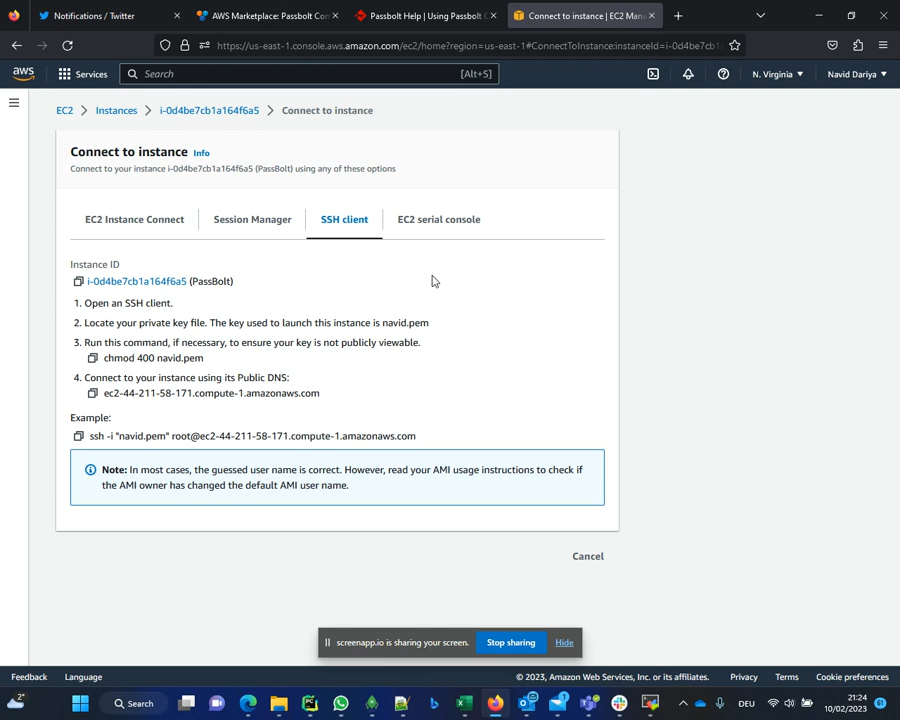 Notifications / Twitter
AWS Marketplace: Passbolt Con
Passbolt Help | Using Passbolt C
Connect to instance | EC2 Mana
https://us-east-1.console.aws.amazon.com/ec2/home?region=us-east-1#ConnectToInstance:instanceId=i-0d4be7cb1
aws
Services
Search
[Alt+S]
N. Virginia
Navid Dariya
EC2
Instances
i-0d4be7cb1a164f6a5
Connect to instance
Connect to instance Info
Connect to your instance i-0d4be7cb1a164f6a5 (PassBolt) using any of these options
EC2 Instance Connect
Session Manager
SSH client
EC2 serial console
Instance ID
i-0d4be7cb1a164f6a5 (PassBolt)
1. Open an SSH client.
2. Locate your private key file. The key used to launch this instance is navid.pem
3. Run this command, if necessary, to ensure your key is not publicly viewable.
chmod 400 navid.pem
4. Connect to your instance using its Public DNS:
ec2-44-211-58-171.compute-1.amazonaws.com
Example:
ssh -i "navid.pem" root@ec2-44-211-58-171.compute-1.amazonaws.com
Note: In most cases, the guessed user name is correct. However, read your AMI usage instructions to check if
the AMI owner has changed the default AMI user name.
Cancel
screenapp.io is sharing your screen.
Stop sharing
Hide
Feedback
Language
© 2023, Amazon Web Services, Inc. or its affiliates.
Privacy
Terms
Cookie preferences
2°
Search
1
DEU
21:24
10/02/2023
61